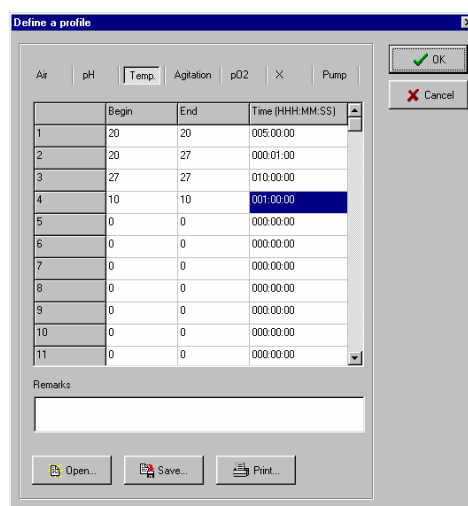 Define a profile
OK
Cancel
Air pH Temp. Agitation pO2 X Pump
Begin End Time (HHH:MM:SS)
1 20 20 005:00:00
2 20 27 000:01:00
3 27 27 010:00:00
4 10 10 001:00:00
5 0 0 000:00:00
6 0 0 000:00:00
7 0 0 000:00:00
8 0 0 000:00:00
9 0 0 000:00:00
10 0 0 000:00:00
11 0 0 000:00:00
Remarks
Open... Save... Print...